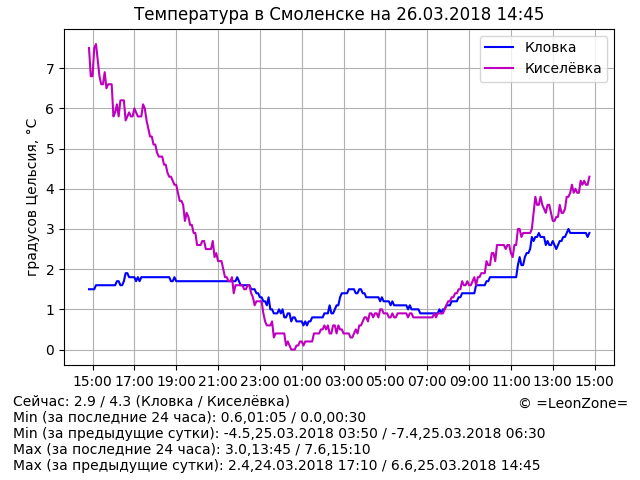 Температура в Смоленске на 26.03.2018 14:45
Кловка
Киселёвка
градусов Цельсия, °C
7
6
5
4
3
2
1
0
15:00 17:00 19:00 21:00 23:00 01:00 03:00 05:00 07:00 09:00 11:00 13:00 15:00
Сейчас: 2.9 / 4.3 (Кловка / Киселёвка)
© =LeonZone=
Min (за последние 24 часа): 0.6,01:05 / 0.0,00:30
Min (за предыдущие сутки): -4.5,25.03.2018 03:50 / -7.4,25.03.2018 06:30
Max (за последние 24 часа): 3.0,13:45 / 7.6,15:10
Max (за предыдущие сутки): 2.4,24.03.2018 17:10 / 6.6,25.03.2018 14:45